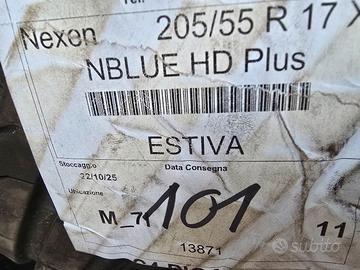 Tel.
Nexen 205/55 R 17 X
NBLUE HD Plus
ESTIVA
Stoccaggio Data Consegna
22/10/25
Ubicazione
M_7 101 11
13871
subito